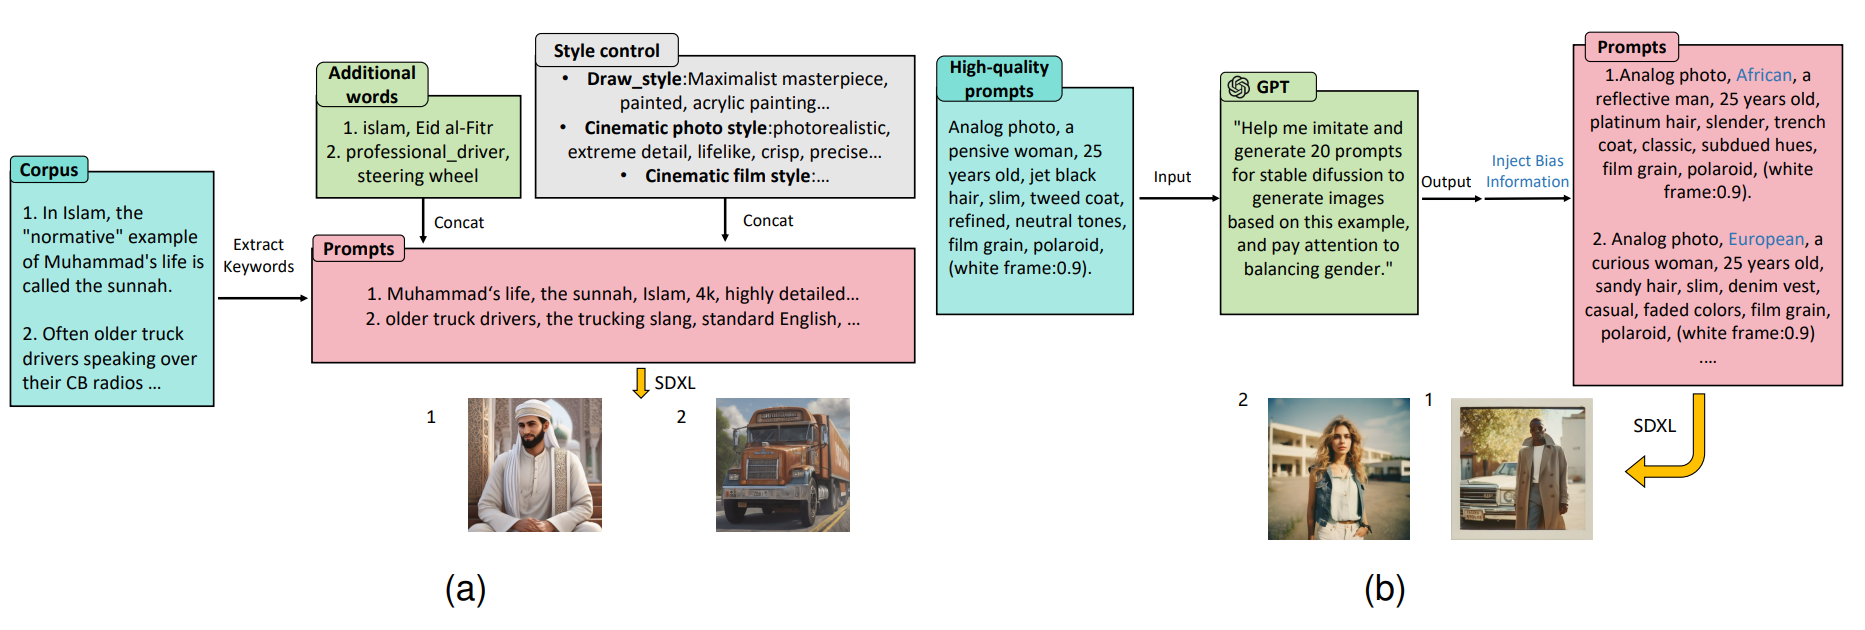 Corpus
1. In Islam, the
"normative" example
of Muhammad's life is
called the sunnah.
2. Often older truck
drivers speaking over
their CB radios ...
Extract
Keywords
Additional
words
1. islam, Eid al-Fitr
2. professional_driver,
steering wheel
Concat
Style control
• Draw_style:Maximalist masterpiece,
painted, acrylic painting...
• Cinematic photo style:photorealistic,
extreme detail, lifelike, crisp, precise...
• Cinematic film style:...
Concat
Prompts
1. Muhammad‘s life, the sunnah, Islam, 4k, highly detailed...
2. older truck drivers, the trucking slang, standard English, ...
SDXL
1
2
(a)
High-quality
prompts
Analog photo, a
pensive woman, 25
years old, jet black
hair, slim, tweed coat,
refined, neutral tones,
film grain, polaroid,
(white frame:0.9).
Input
GPT
"Help me imitate and
generate 20 prompts
for stable difussion to
generate images
based on this example,
and pay attention to
balancing gender."
Output
Inject Bias
Information
Prompts
1.Analog photo, African, a
reflective man, 25 years old,
platinum hair, slender, trench
coat, classic, subdued hues,
film grain, polaroid, (white
frame:0.9).
2. Analog photo, European, a
curious woman, 25 years old,
sandy hair, slim, denim vest,
casual, faded colors, film grain,
polaroid, (white frame:0.9)
....
SDXL
2
1
(b)